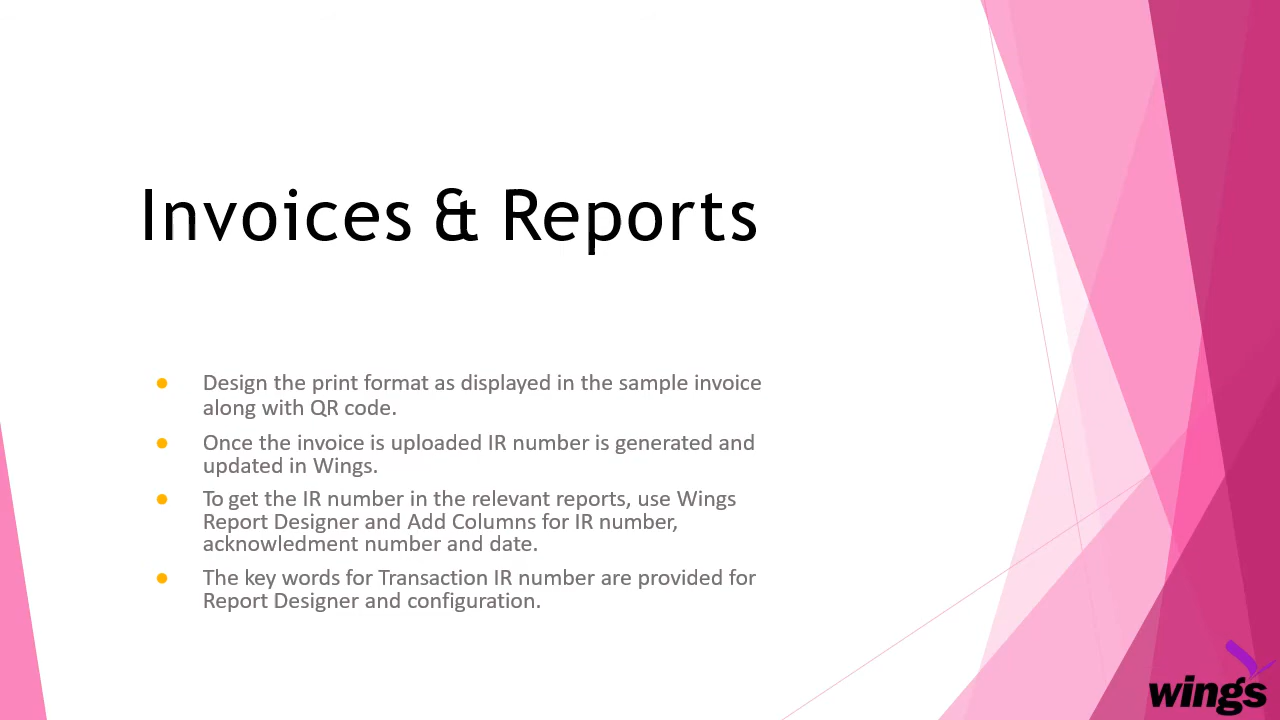 Invoices & Reports
Design the print format as displayed in the sample invoice
along with QR code.
Once the invoice is uploaded IR number is generated and
updated in Wings.
To get the IR number in the relevant reports, use Wings
Report Designer and Add Columns for IR number,
acknowledment number and date.
The key words for Transaction IR number are provided for
Report Designer and configuration.
wings